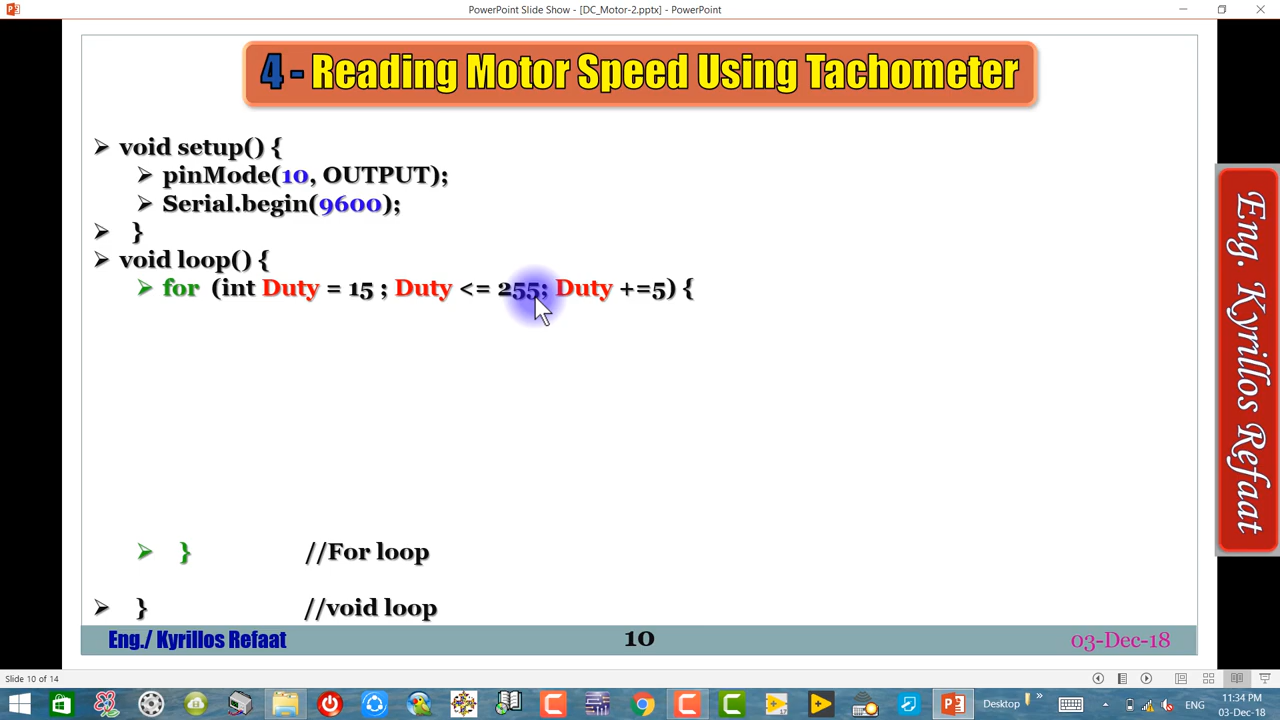 PowerPoint Slide Show - [DC_Motor-2.pptx] - PowerPoint
4 - Reading Motor Speed Using Tachometer
void setup() {
pinMode(10, OUTPUT);
Serial.begin(9600);
}
void loop() {
for (int Duty = 15 ; Duty <= 255; Duty +=5) {
} //For loop
} //void loop
Eng. Kyrillos Refaat
Eng./ Kyrillos Refaat 10 03-Dec-18
Slide 10 of 14
Desktop ENG 11:34 PM
03-Dec-18